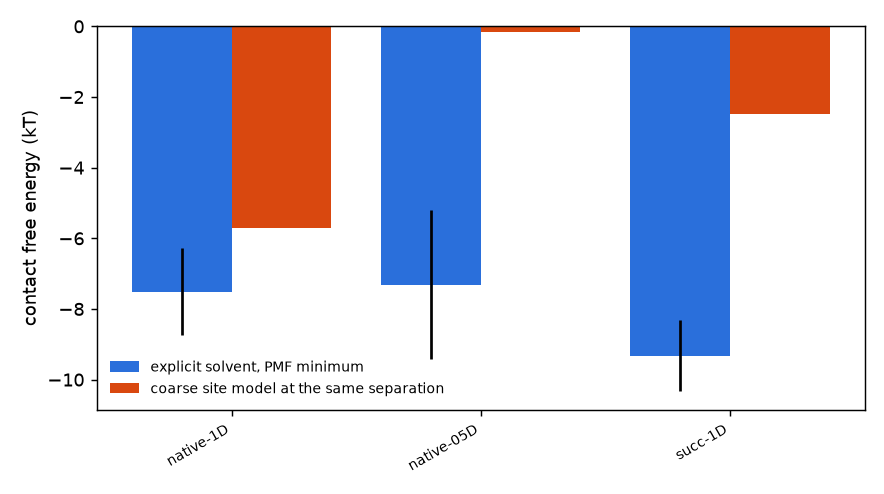 contact free energy (kT)
0
−2
−4
−6
−8
−10
explicit solvent, PMF minimum
coarse site model at the same separation
native-1D
native-05D
succ-1D